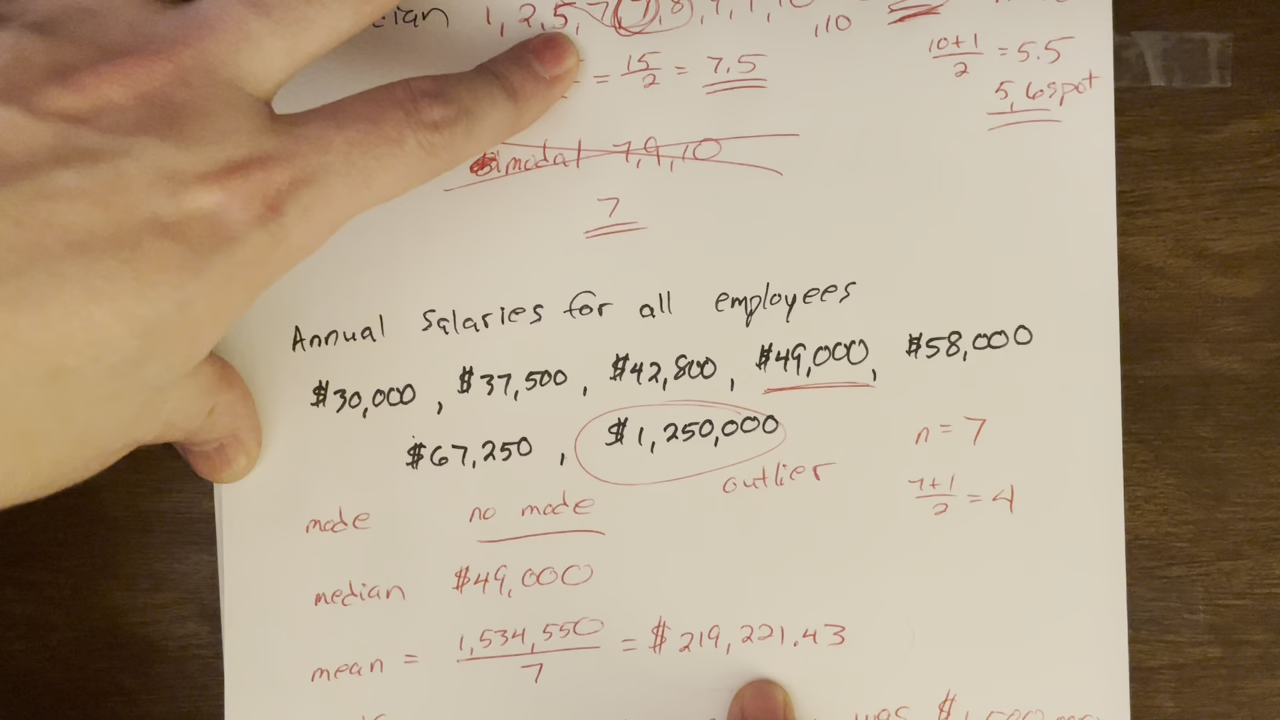 1, 2, 5, 7, 7, 8, 9, 10
= 15/2 = 7.5
(10+1)/2 = 5.5
5, 6 spot
modal 7,9,10
7
Annual Salaries for all employees
$30,000, $37,500, $42,800, $49,000, $58,000
$67,250, $1,250,000
outlier
n = 7
(7+1)/2 = 4
mode no mode
median $49,000
mean = 1,534,550/7 = $219,221.43
was